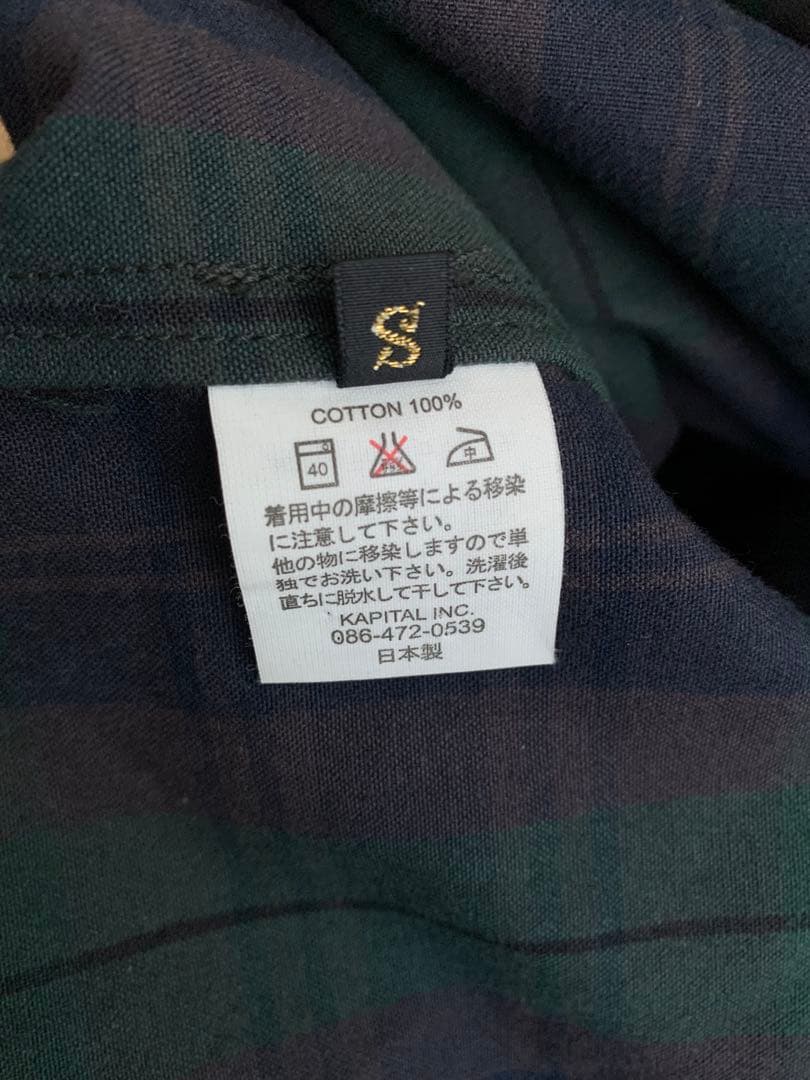 S
COTTON 100%
40 中
着用中の摩擦等による移染
に注意して下さい。
他の物に移染しますので単
独でお洗い下さい。洗濯後
直ちに脱水して干して下さい。
KAPITAL INC.
086-472-0539
日本製